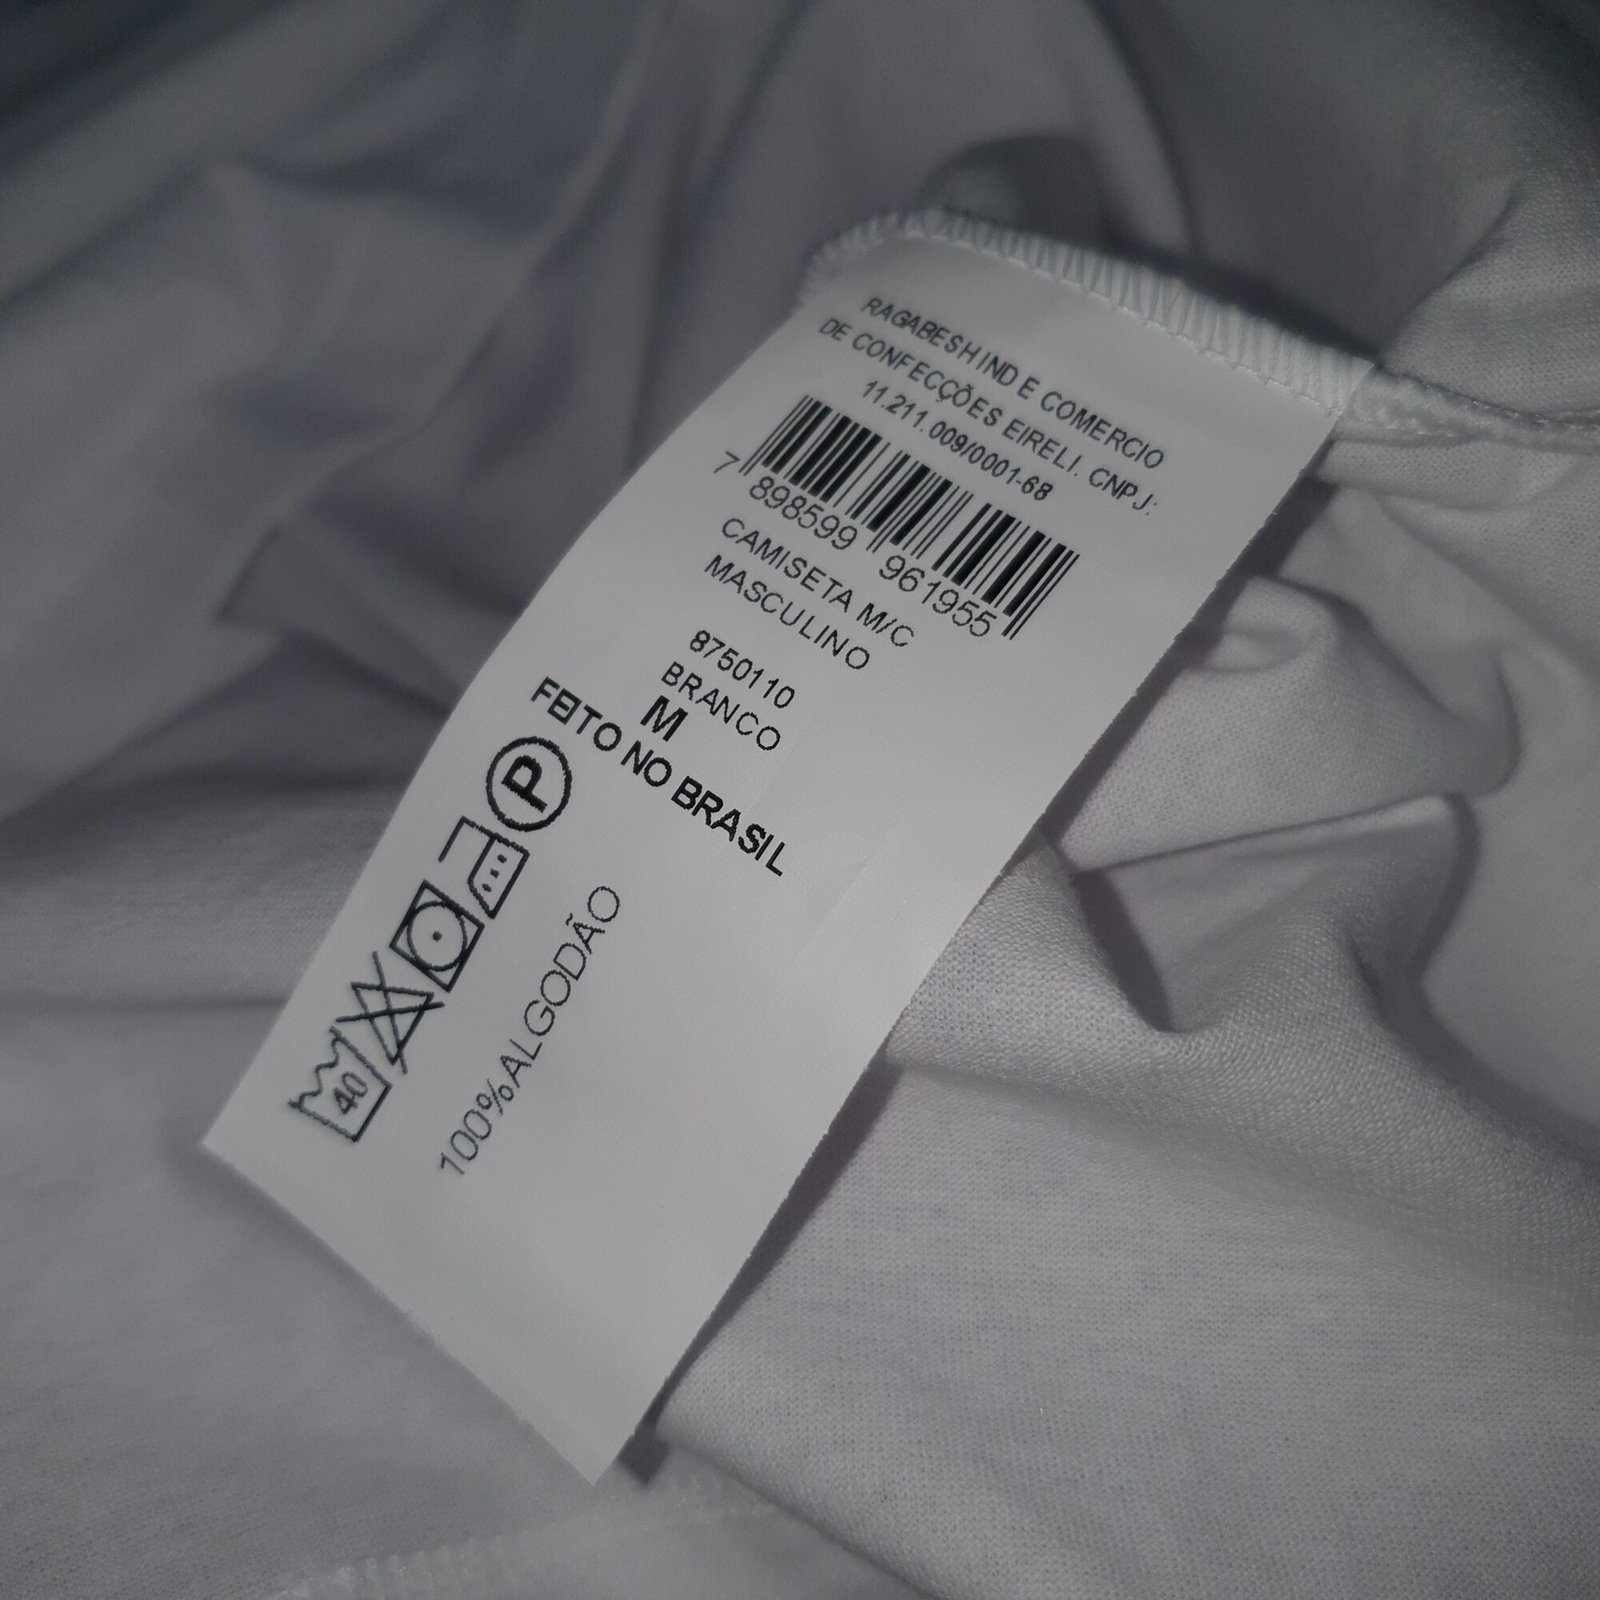 RAGABESH IND E COMERCIO
DE CONFECÇÕES EIRELI. CNPJ:
11.211.009/0001-68
7 898599 961955
CAMISETA M/C
MASCULINO
8750110
BRANCO
M
FEITO NO BRASIL
P
40
100%ALGODÃO